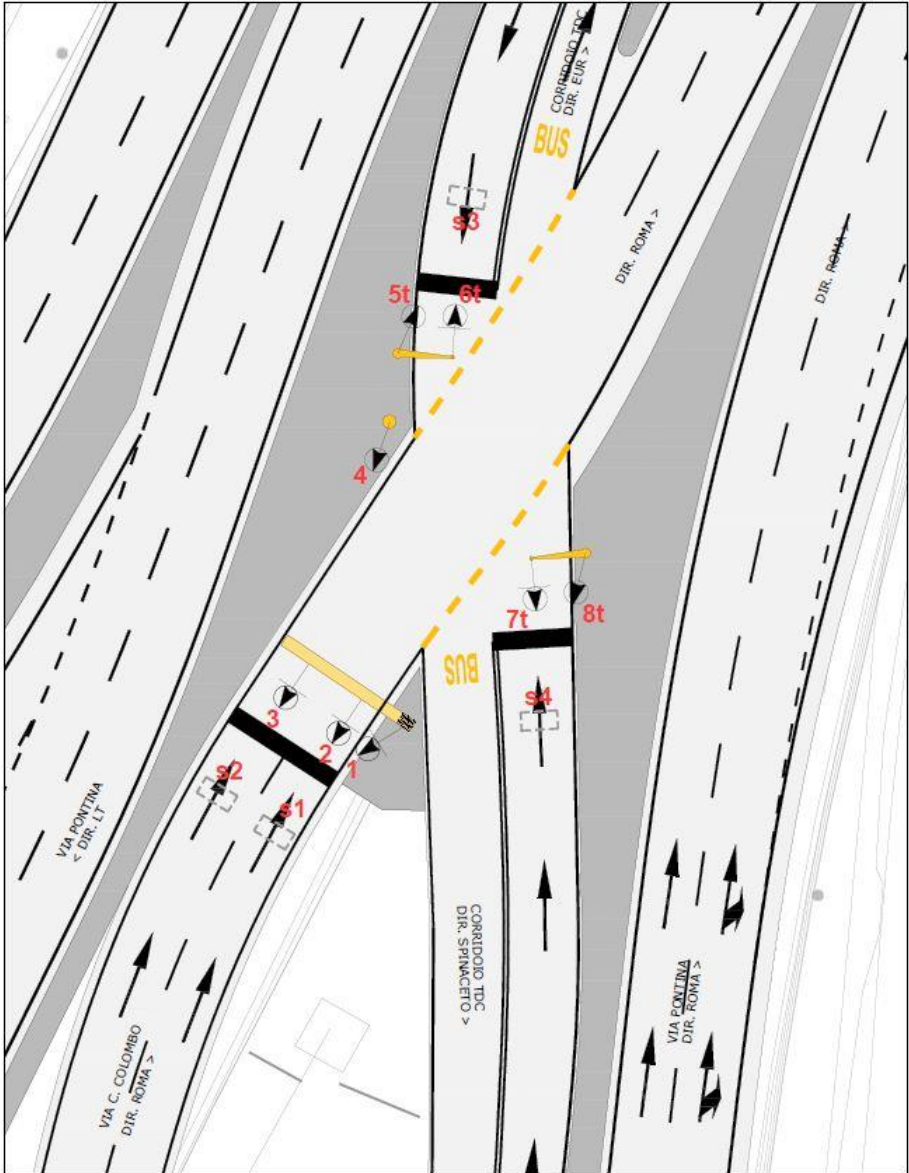 CORRIDOIO TDC
DIR. EUR >
BUS
s3
DIR. ROMA >
DIR. ROMA >
5t
6t
4
7t
8t
BUS
s4
3
2
1
s2
s1
VIA PONTINA
< DIR. LT
CORRIDOIO TDC
DIR. SPINACETO >
VIA PONTINA
DIR. ROMA >
VIA C. COLOMBO
DIR. ROMA >